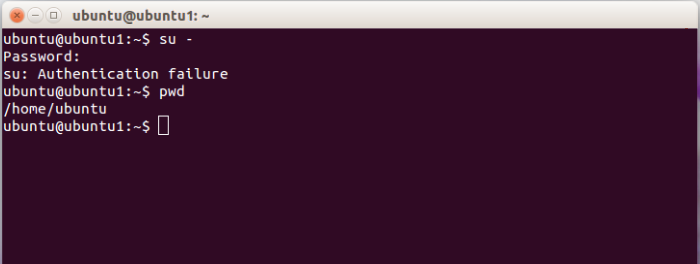 ubuntu@ubuntu1: ~
ubuntu@ubuntu1:~$ su -
Password:
su: Authentication failure
ubuntu@ubuntu1:~$ pwd
/home/ubuntu
ubuntu@ubuntu1:~$